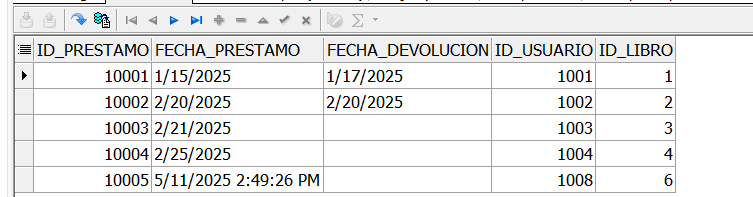 ID_PRESTAMO FECHA_PRESTAMO FECHA_DEVOLUCION ID_USUARIO ID_LIBRO
10001 1/15/2025 1/17/2025 1001 1
10002 2/20/2025 2/20/2025 1002 2
10003 2/21/2025 1003 3
10004 2/25/2025 1004 4
10005 5/11/2025 2:49:26 PM 1008 6